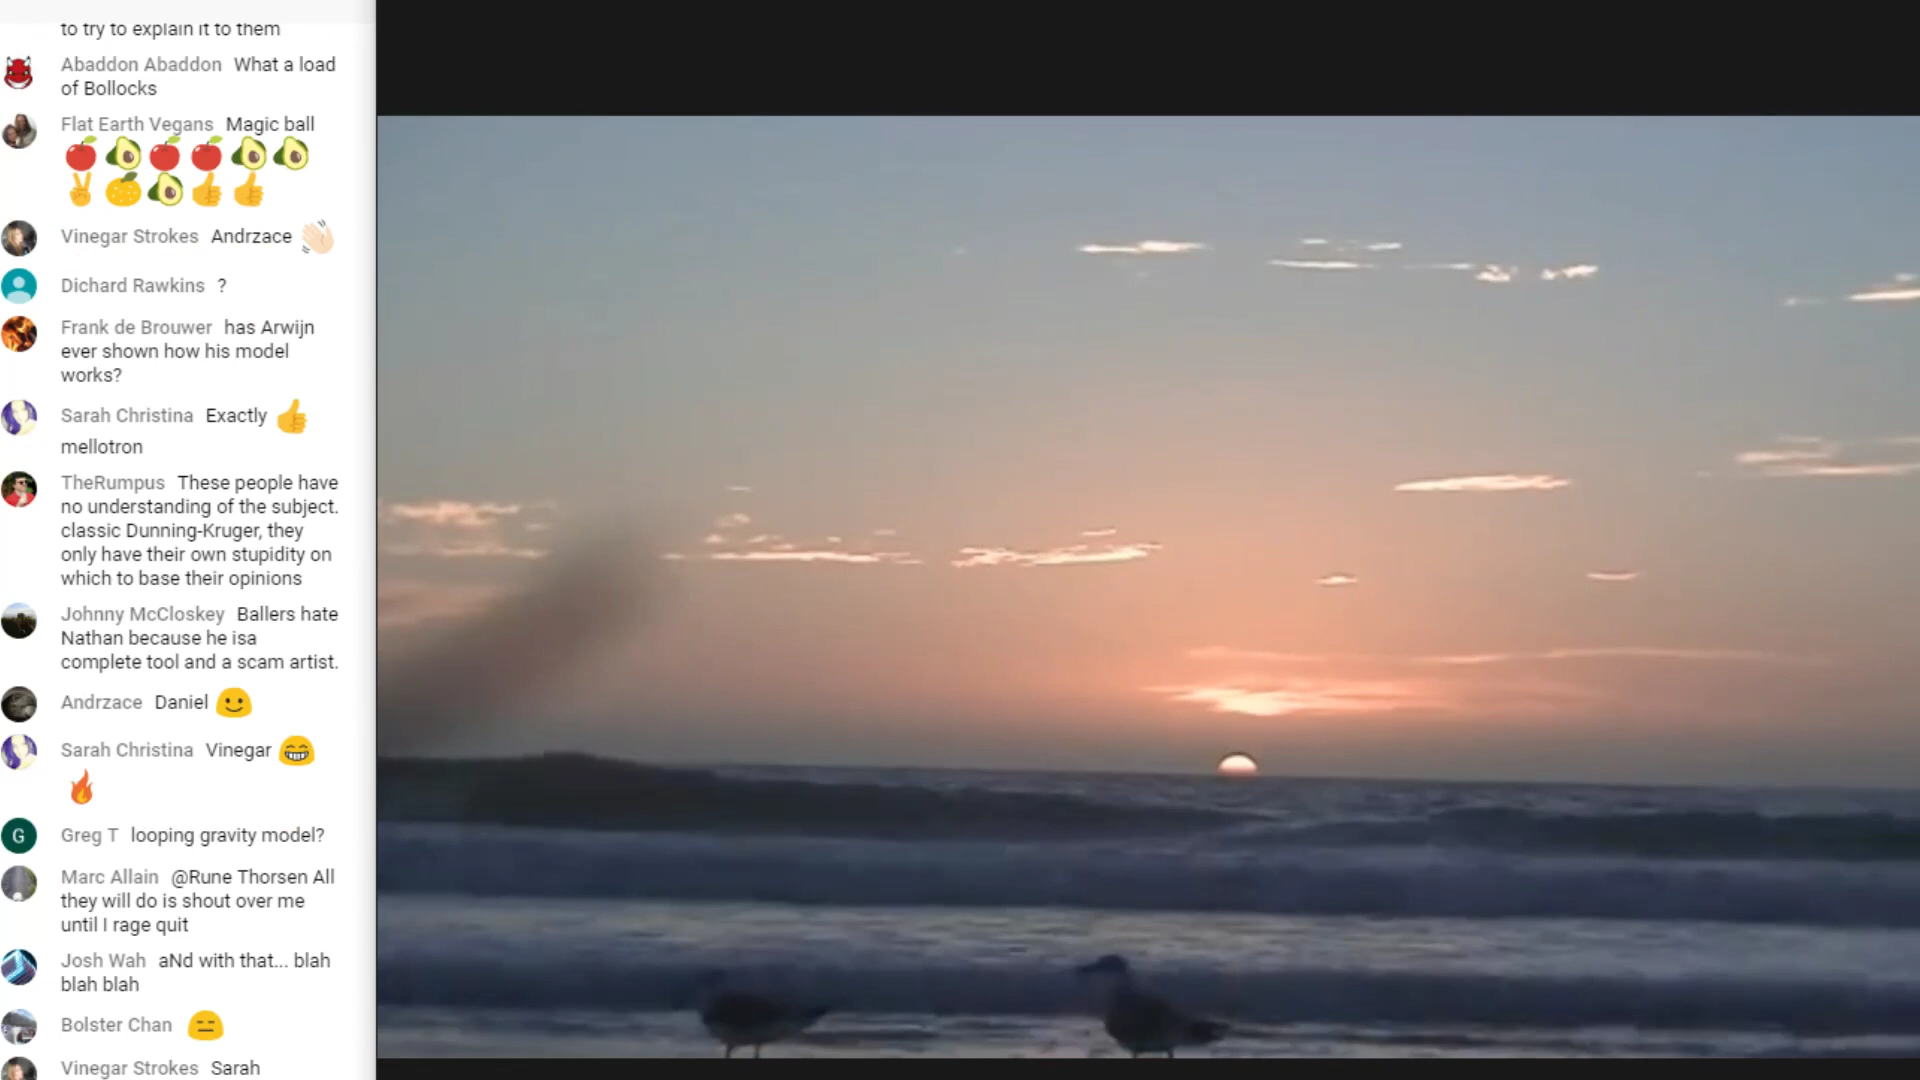 to try to explain it to them
Abaddon Abaddon What a load
of Bollocks
Flat Earth Vegans Magic ball
Vinegar Strokes Andrzace
Dichard Rawkins ?
Frank de Brouwer has Arwijn
ever shown how his model
works?
Sarah Christina Exactly
mellotron
TheRumpus These people have
no understanding of the subject.
classic Dunning-Kruger, they
only have their own stupidity on
which to base their opinions
Johnny McCloskey Ballers hate
Nathan because he isa
complete tool and a scam artist.
Andrzace Daniel
Sarah Christina Vinegar
G
Greg T looping gravity model?
Marc Allain @Rune Thorsen All
they will do is shout over me
until I rage quit
Josh Wah aNd with that... blah
blah blah
Bolster Chan
Vinegar Strokes Sarah